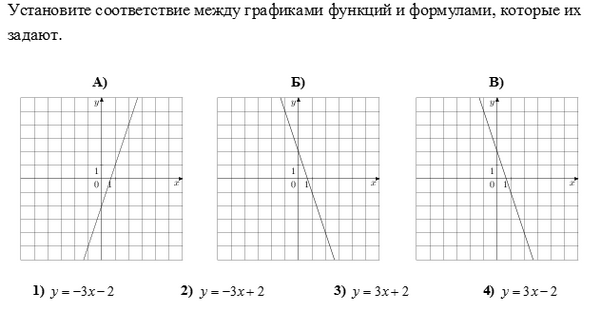 Установите соответствие между графиками функций и формулами, которые их
задают.
А) Б) В)
y y y
1 1 1
0 1 x 0 1 x 0 1 x
1) y = −3x − 2 2) y = −3x + 2 3) y = 3x + 2 4) y = 3x − 2